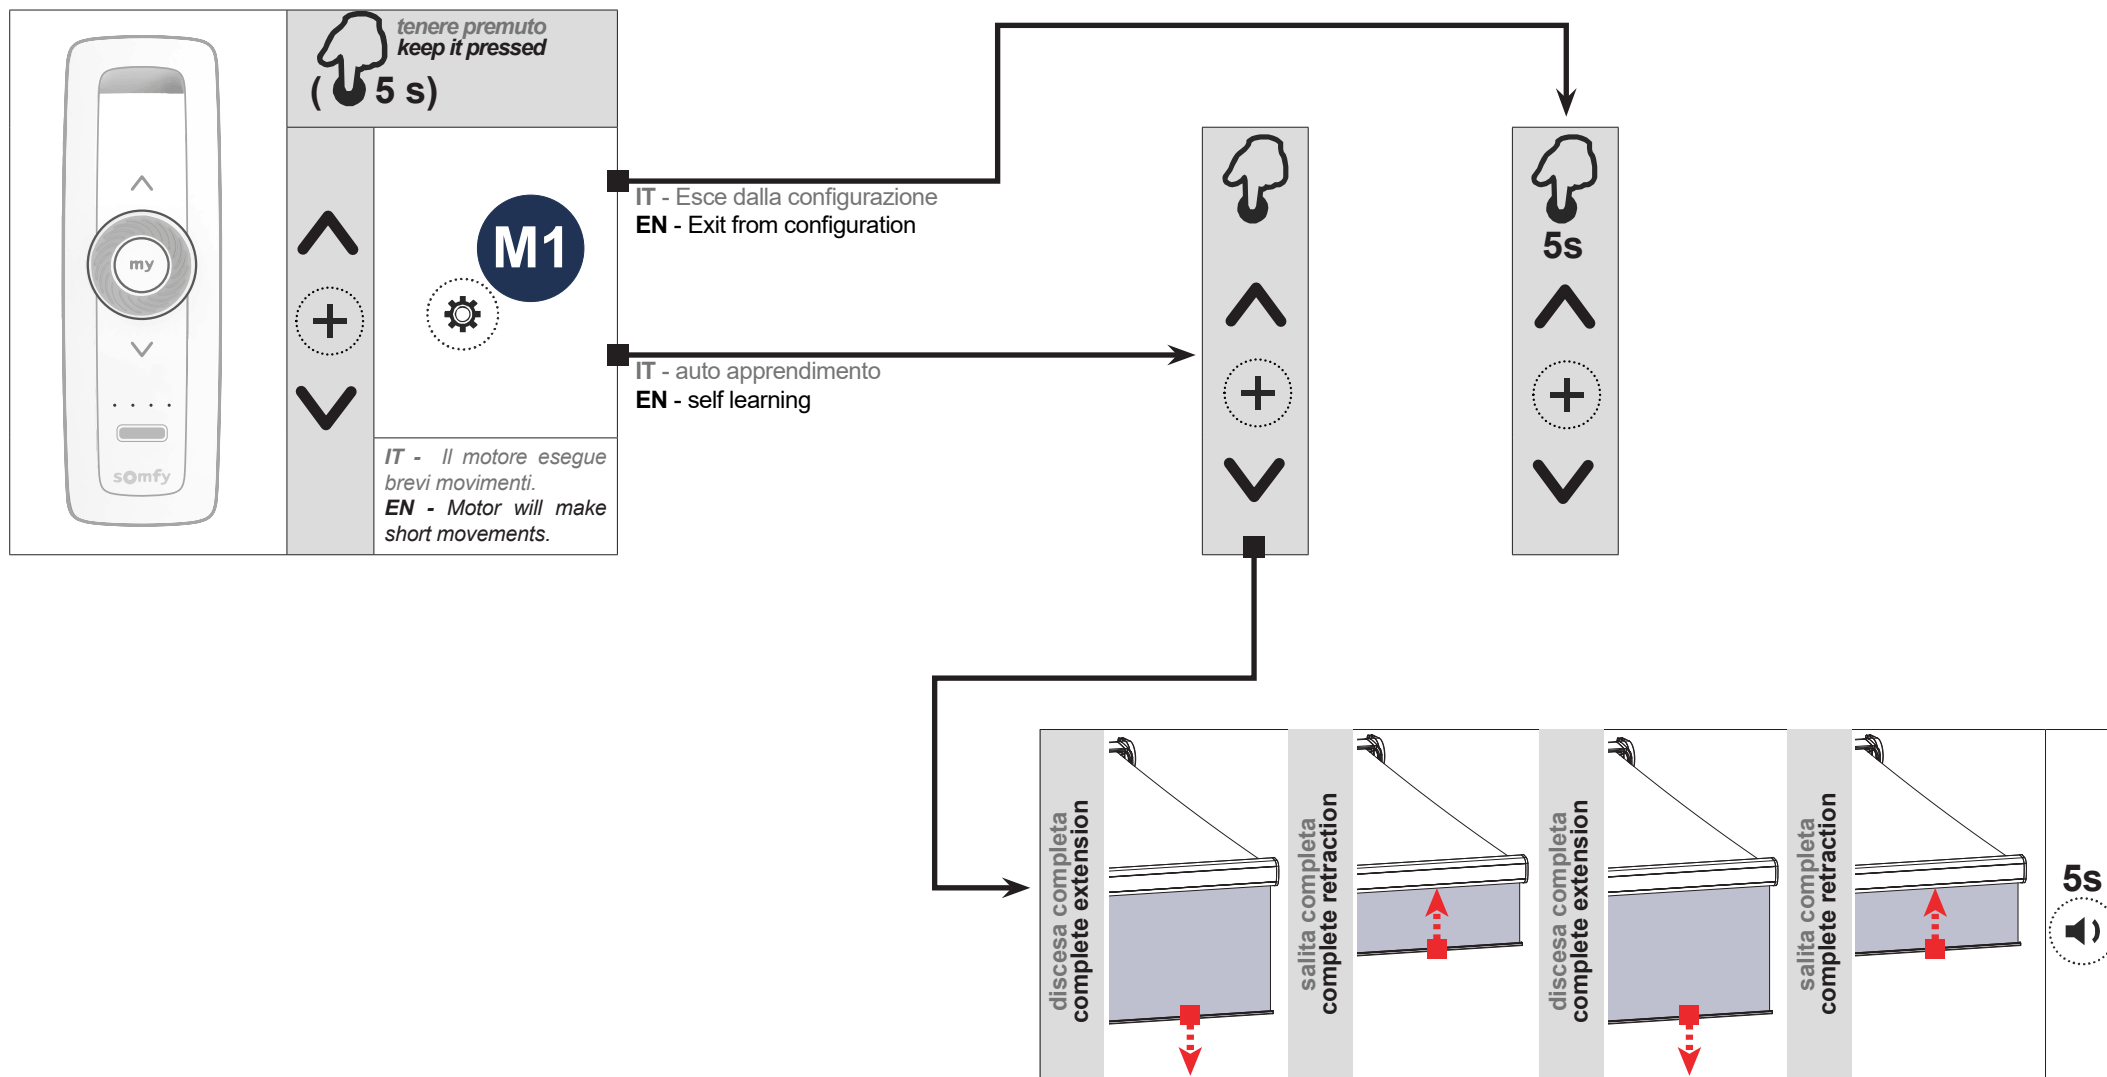 tenere premuto
keep it pressed
( 5 s)
my
somfy
M1
IT - Il motore esegue
brevi movimenti.
EN - Motor will make
short movements.
IT - Esce dalla configurazione
EN - Exit from configuration
IT - auto apprendimento
EN - self learning
5s
discesa completa
complete extension
salita completa
complete retraction
discesa completa
complete extension
salita completa
complete retraction
5s